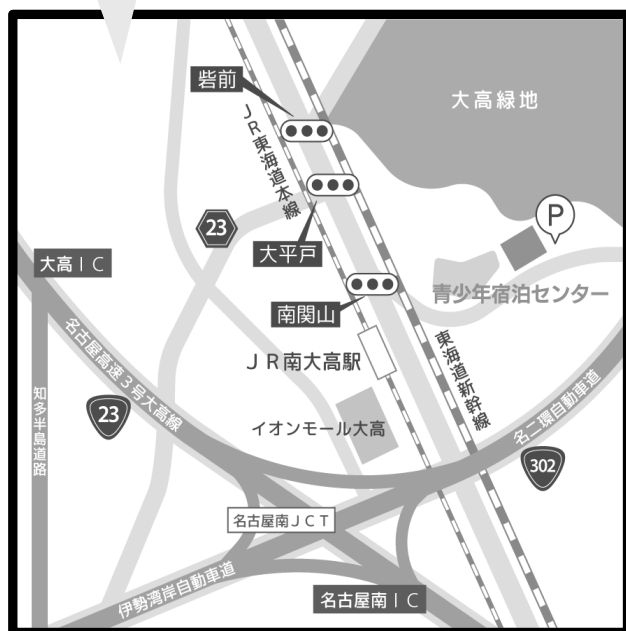 砦前
大高緑地
JR東海道本線
P
23
大平戸
大高IC
南関山
青少年宿泊センター
JR南大高駅
東海道新幹線
名古屋高速3号大高線
23
知多半島道路
イオンモール大高
名二環自動車道
302
名古屋南JCT
伊勢湾岸自動車道
名古屋南IC